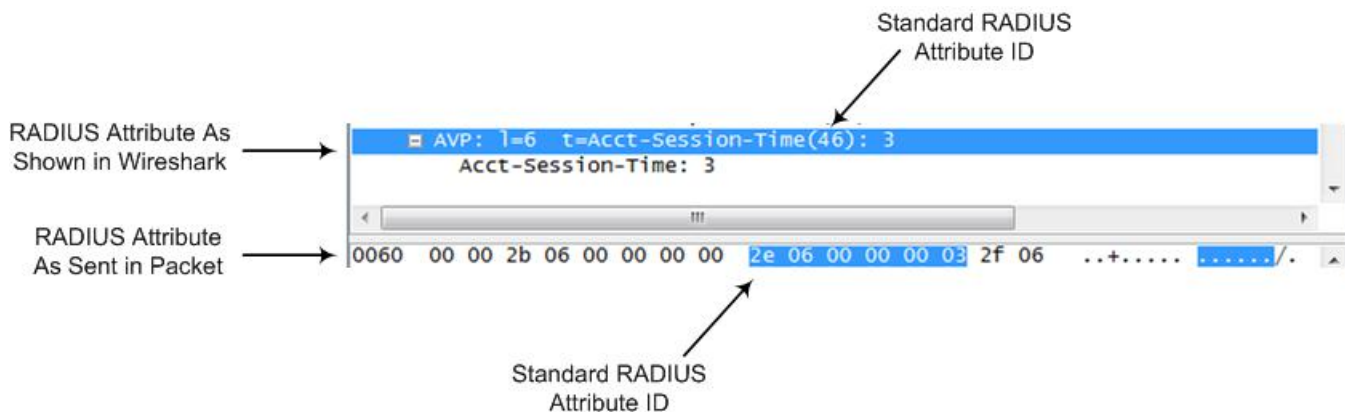 Standard RADIUS
Attribute ID
RADIUS Attribute As
Shown in Wireshark
AVP: l=6 t=Acct-Session-Time(46): 3
Acct-Session-Time: 3
RADIUS Attribute
As Sent in Packet
0060 00 00 2b 06 00 00 00 00 2e 06 00 00 00 03 2f 06 ..+..... ....../.
Standard RADIUS
Attribute ID